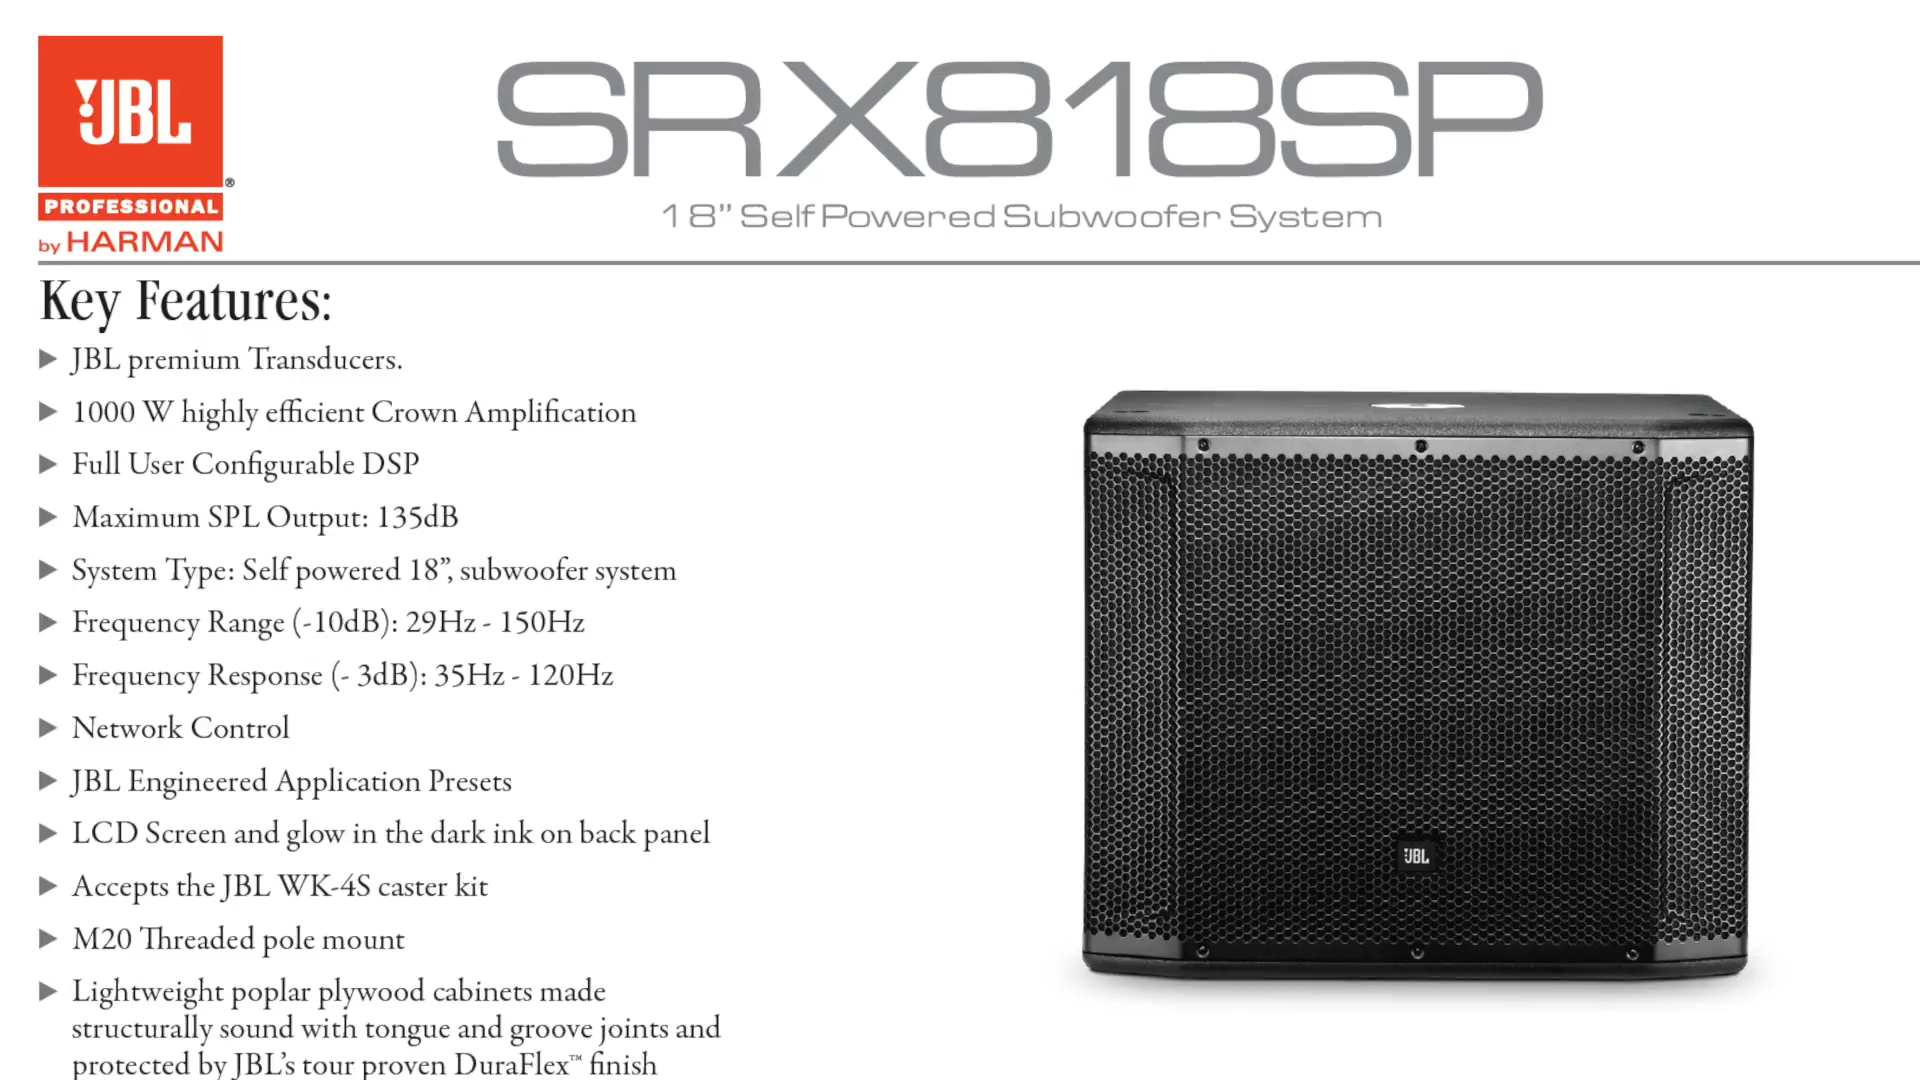 JBL
®
PROFESSIONAL
by HARMAN
SRX818SP
18” Self Powered Subwoofer System
Key Features:
JBL premium Transducers.
1000 W highly efficient Crown Amplification
Full User Configurable DSP
Maximum SPL Output: 135dB
System Type: Self powered 18”, subwoofer system
Frequency Range (-10dB): 29Hz - 150Hz
Frequency Response (- 3dB): 35Hz - 120Hz
Network Control
JBL Engineered Application Presets
LCD Screen and glow in the dark ink on back panel
Accepts the JBL WK-4S caster kit
M20 Threaded pole mount
Lightweight poplar plywood cabinets made
structurally sound with tongue and groove joints and
protected by JBL’s tour proven DuraFlex™ finish
JBL